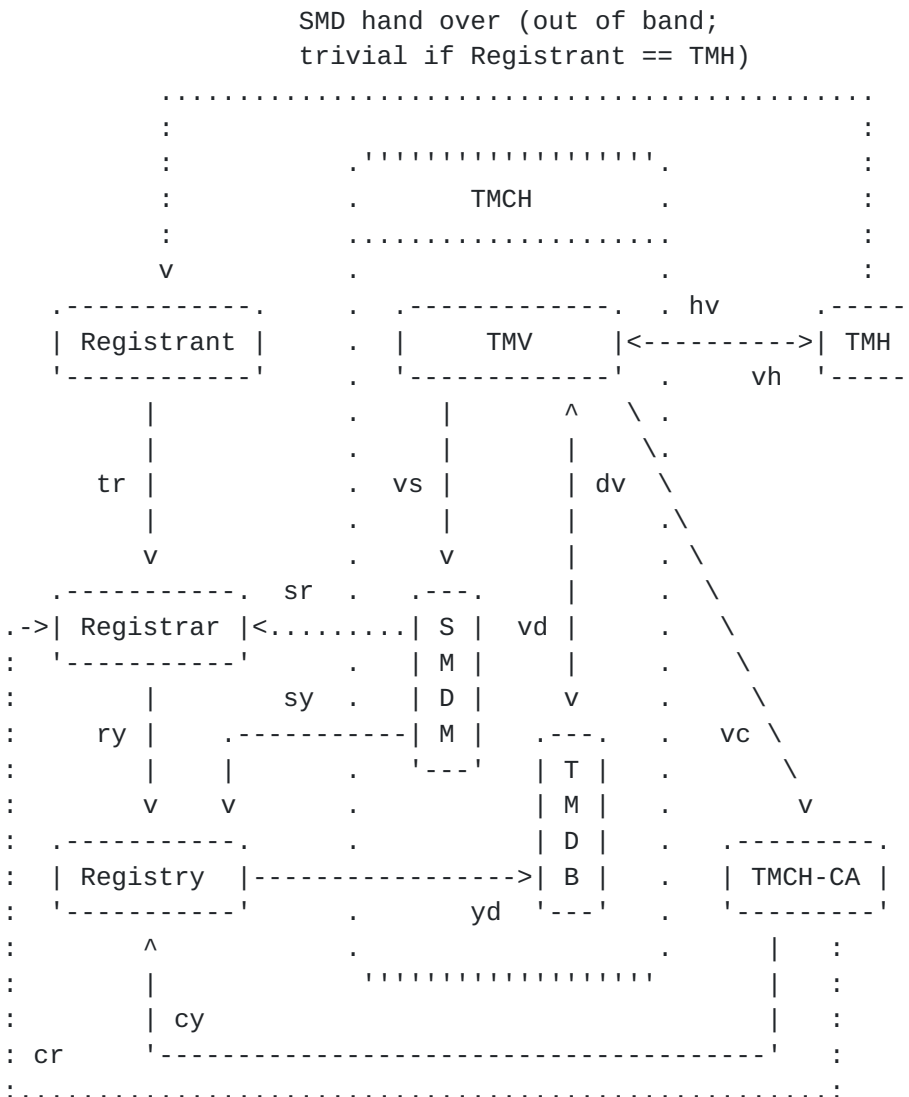 SMD hand over (out of band;
trivial if Registrant == TMH)
TMCH
hv
Registrant TMV TMH
vh
tr vs dv
sr
Registrar S vd
M
sy D
ry M vc
T
M
D
Registry B TMCH-CA
yd
cy
cr